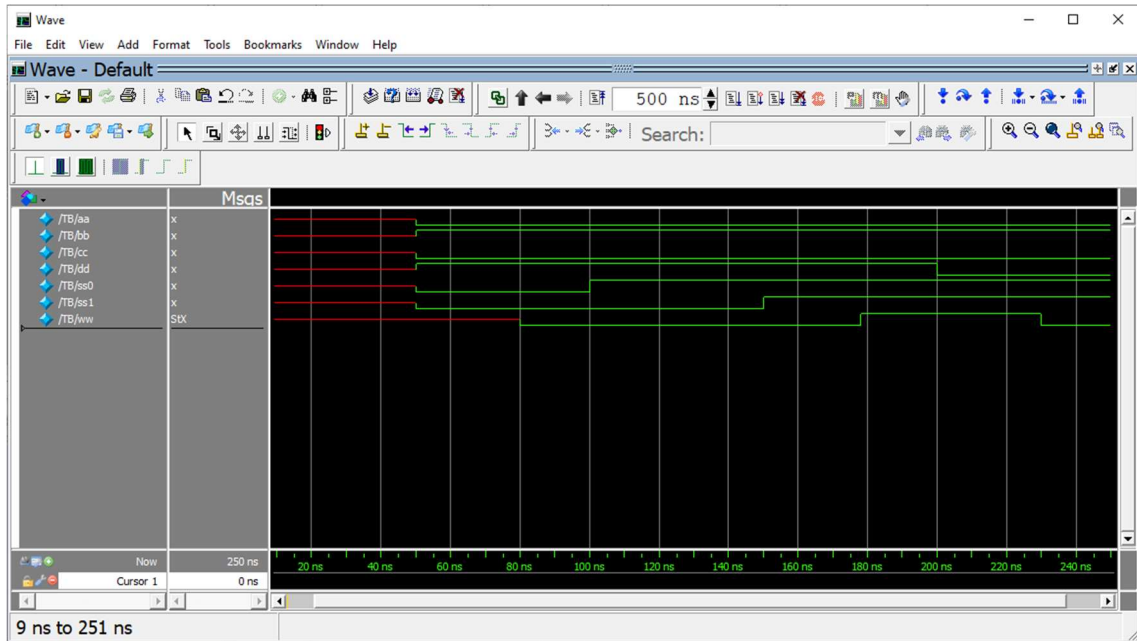 Wave
File Edit View Add Format Tools Bookmarks Window Help
Wave - Default
500 ns
Search:
Msgs
/TB/aa x
/TB/bb x
/TB/cc x
/TB/dd x
/TB/ss0 x
/TB/ss1 x
/TB/ww StX
Now 250 ns 20 ns 40 ns 60 ns 80 ns 100 ns 120 ns 140 ns 160 ns 180 ns 200 ns 220 ns 240 ns
Cursor 1 0 ns
9 ns to 251 ns